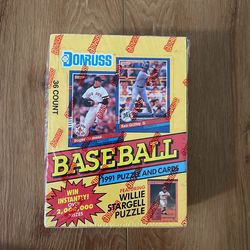 DONRUSS
36 COUNT
BASEBALL
1991 PUZZLE AND CARDS
WIN
INSTANTLY!
FEATURING
WILLIE
STARGELL
PUZZLE